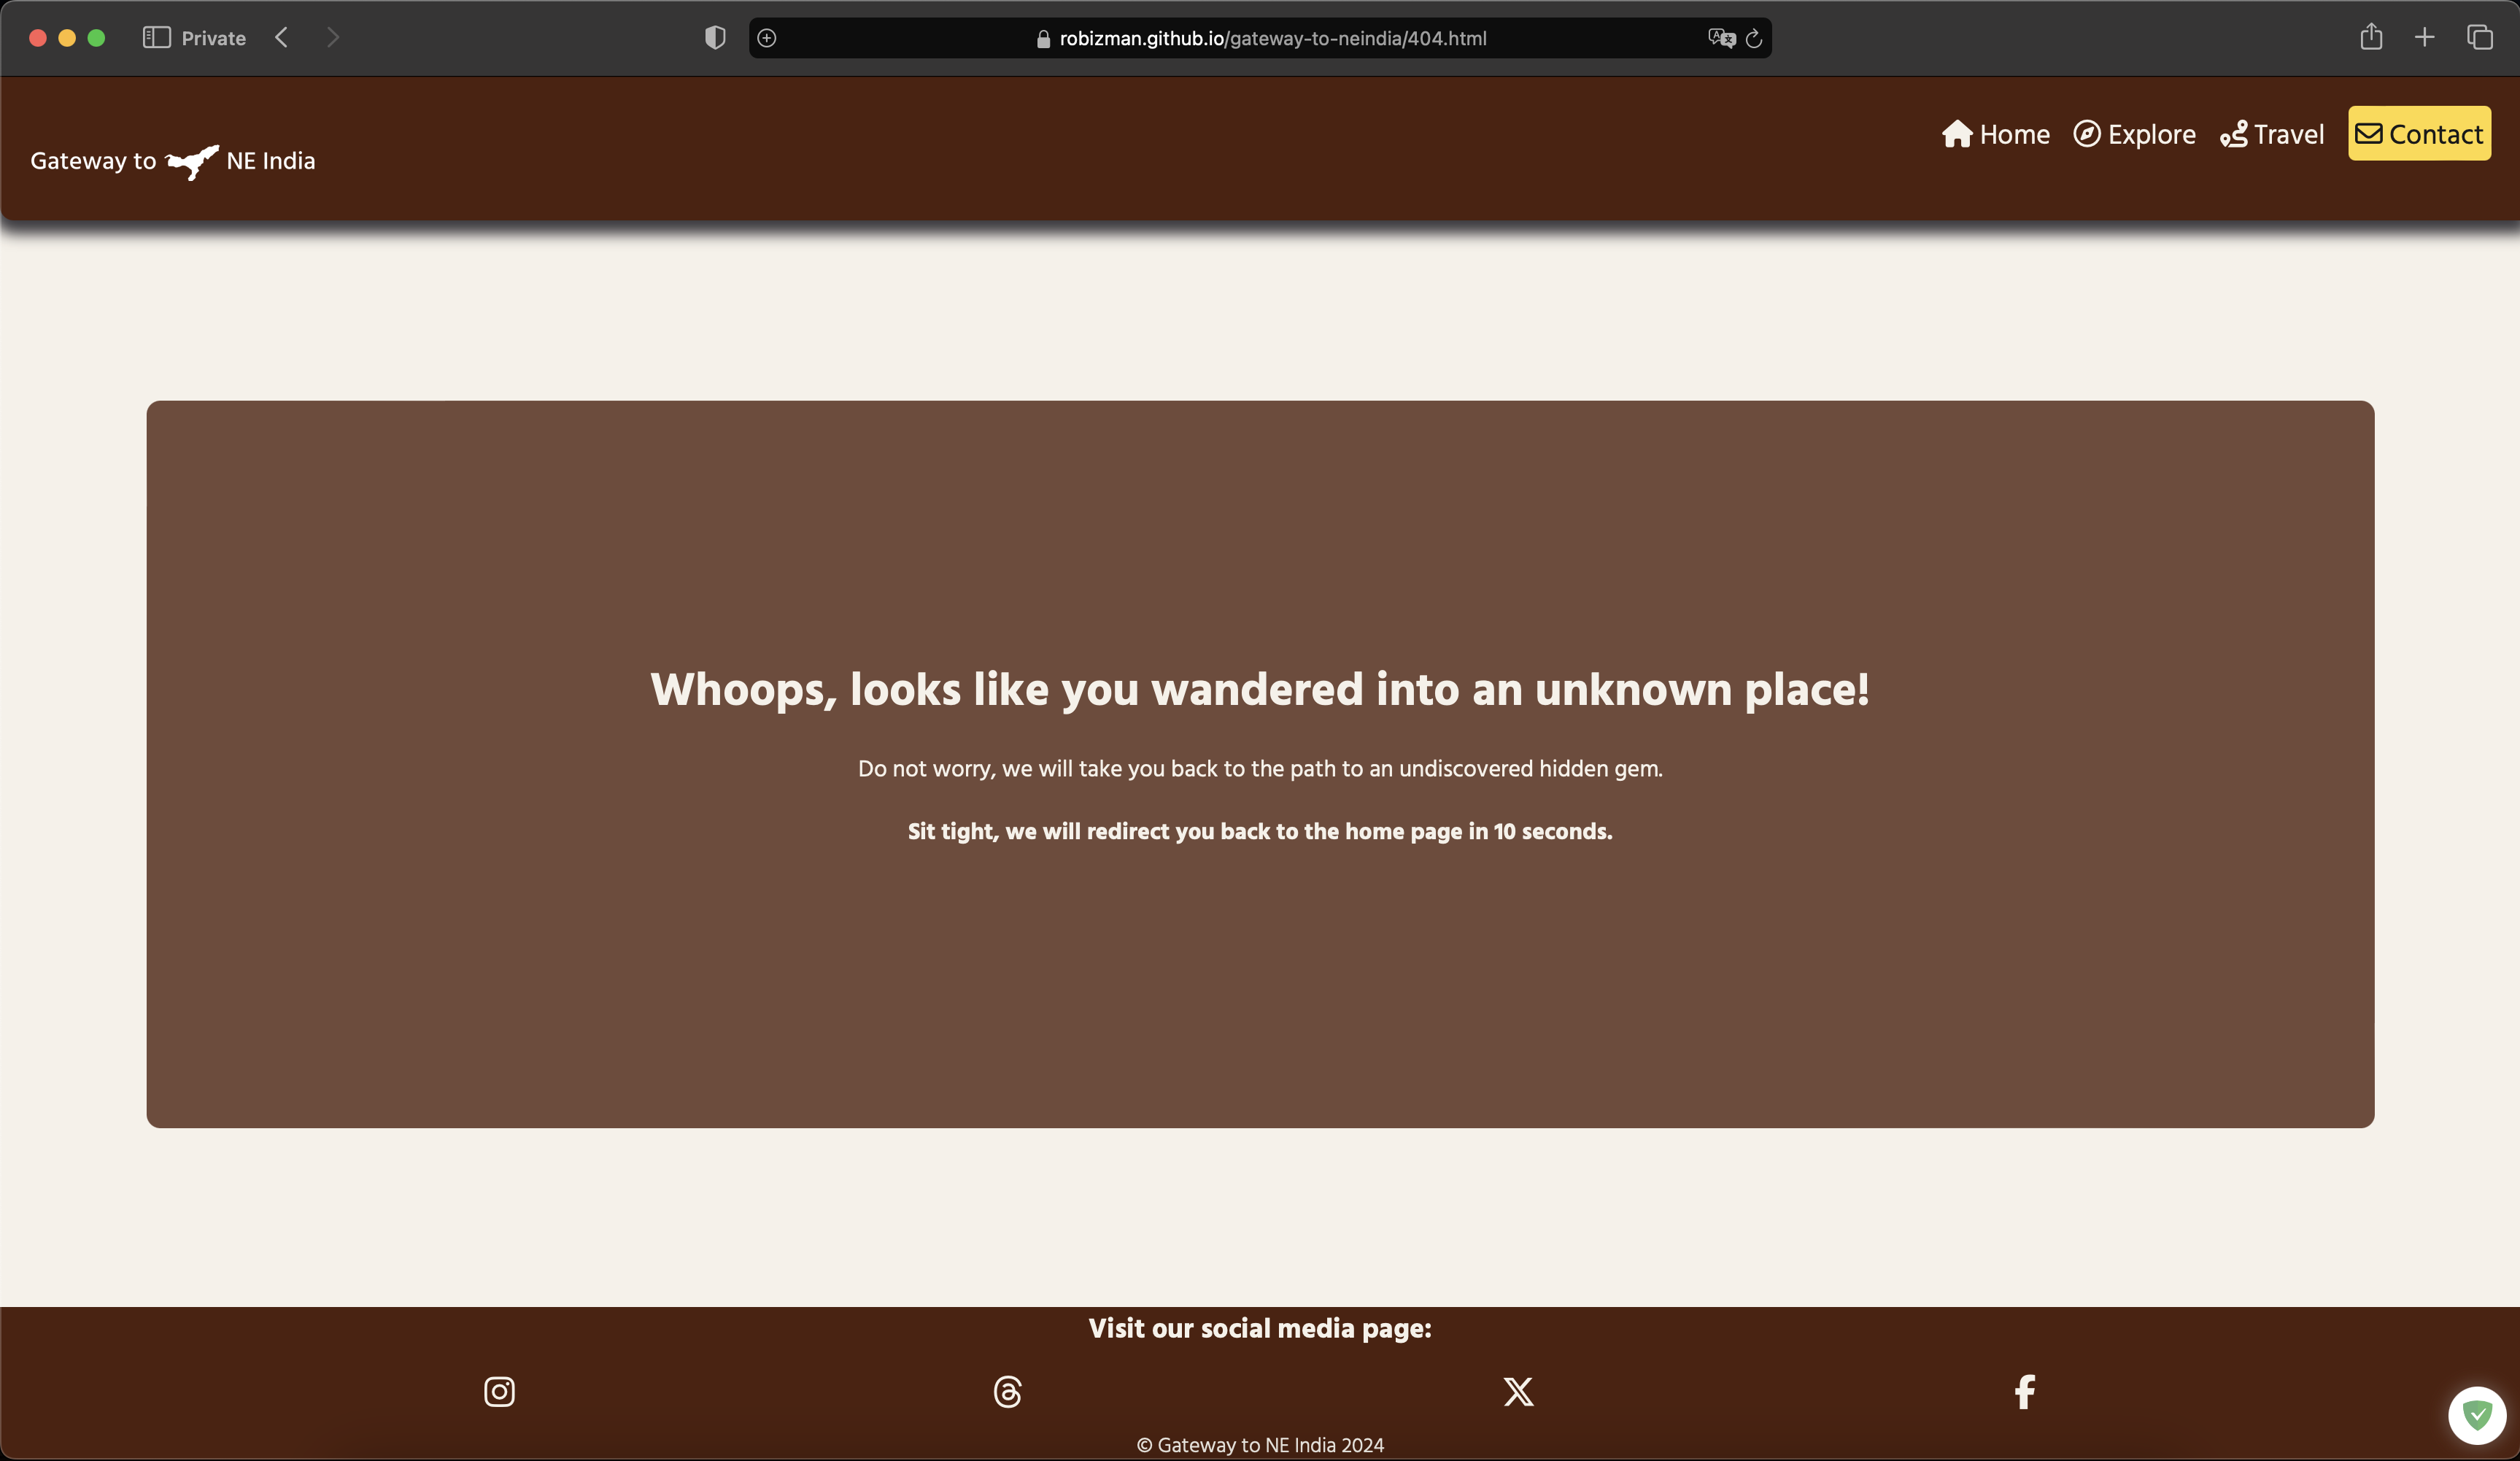 Private
robizman.github.io/gateway-to-neindia/404.html
Gateway to NE India
Home Explore Travel Contact
Whoops, looks like you wandered into an unknown place!
Do not worry, we will take you back to the path to an undiscovered hidden gem.
Sit tight, we will redirect you back to the home page in 10 seconds.
Visit our social media page:
© Gateway to NE India 2024